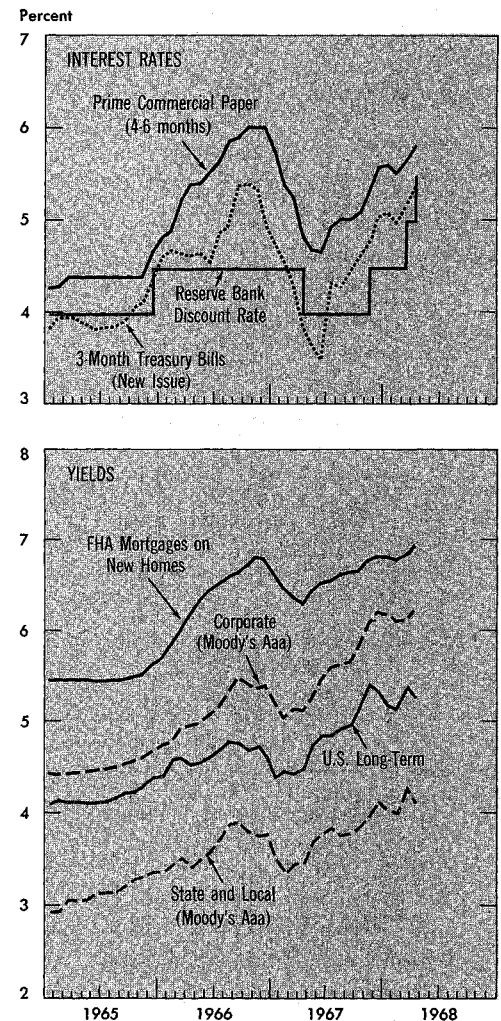 Percent
7
INTEREST RATES
Prime Commercial Paper
(4-6 months)
6
5
Reserve Bank
Discount Rate
4
3-Month Treasury Bills
(New Issue)
3
8
YIELDS
7
FHA Mortgages on
New Homes
Corporate
(Moody's Aaa)
6
5
U.S. Long-Term
4
State and Local
(Moody's Aaa)
3
2
1965 1966 1967 1968